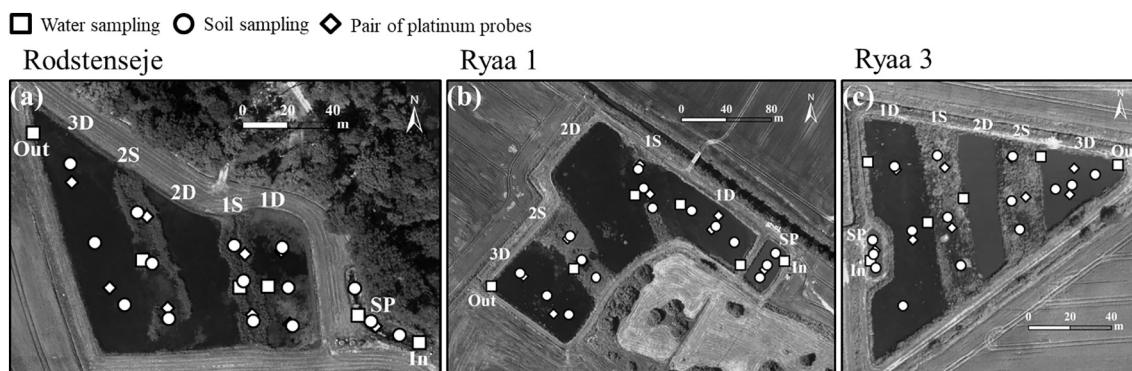 Water sampling Soil sampling Pair of platinum probes
Rodstenseje Ryaa 1 Ryaa 3
(a)
3D
Out
2S
2D
1S
1D
0 20 40
m
N
SP
In
(b)
2D
1S
0 40 80
m
N
1D
2S
3D
SP
In
Out
(c)
1D
1S
2D
2S
3D
N
Out
SP
In
0 20 40
m